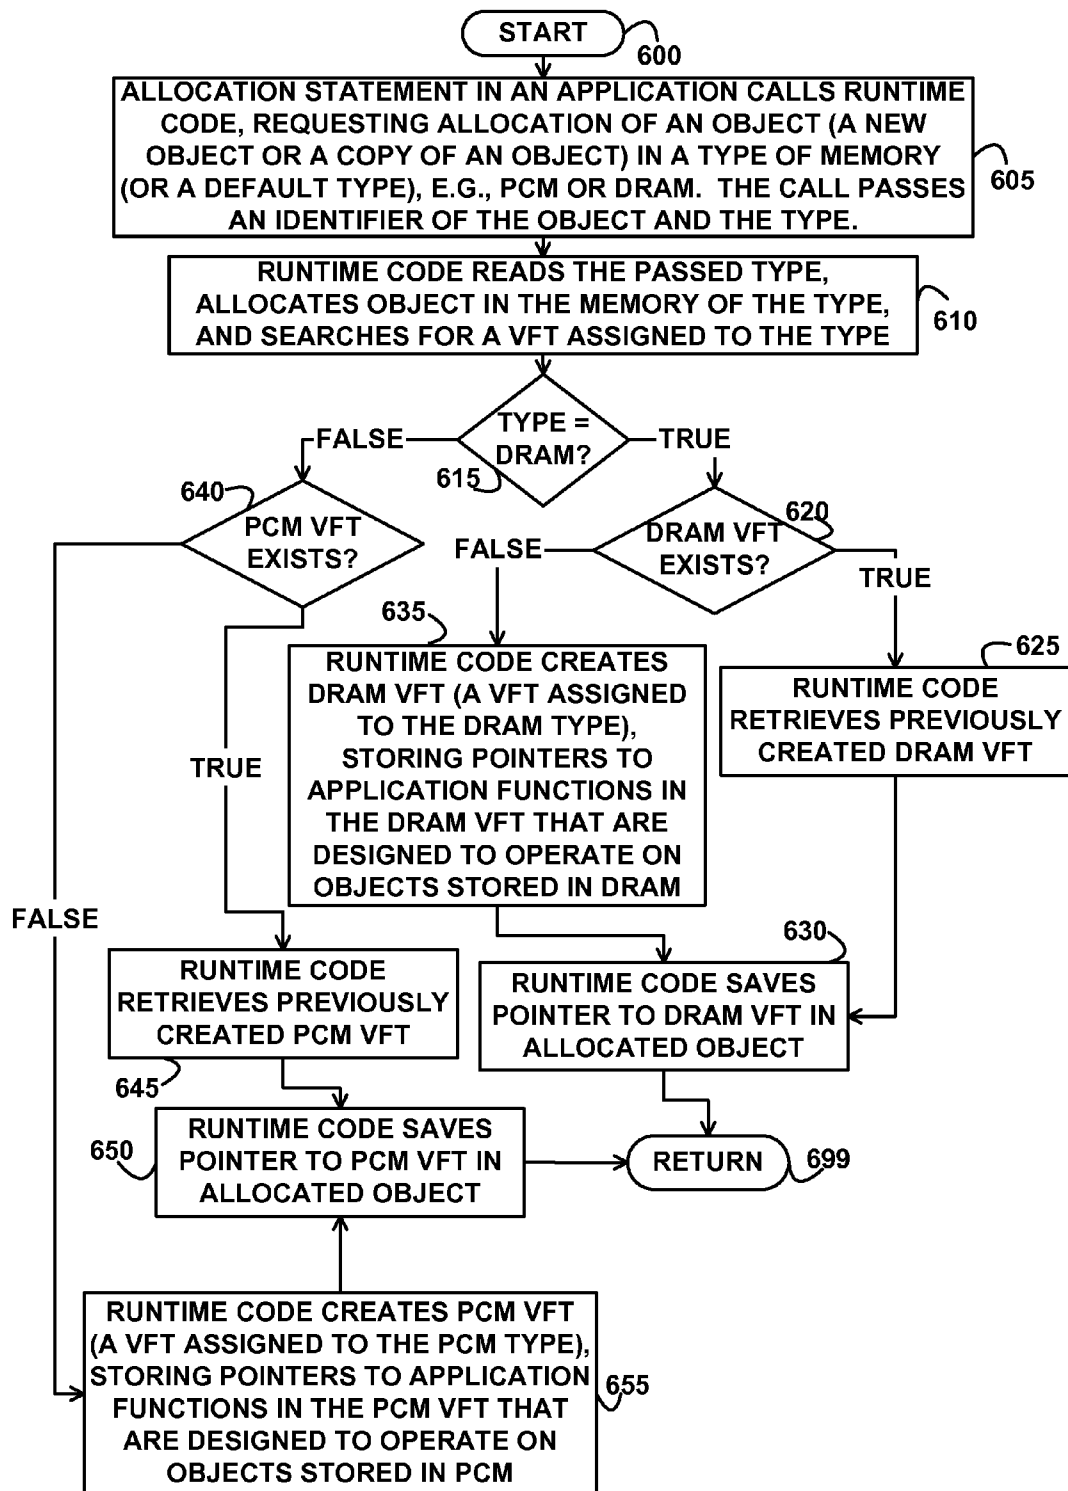 START
600
ALLOCATION STATEMENT IN AN APPLICATION CALLS RUNTIME
CODE, REQUESTING ALLOCATION OF AN OBJECT (A NEW
OBJECT OR A COPY OF AN OBJECT) IN A TYPE OF MEMORY
(OR A DEFAULT TYPE), E.G., PCM OR DRAM. THE CALL PASSES
AN IDENTIFIER OF THE OBJECT AND THE TYPE.
605
RUNTIME CODE READS THE PASSED TYPE,
ALLOCATES OBJECT IN THE MEMORY OF THE TYPE,
AND SEARCHES FOR A VFT ASSIGNED TO THE TYPE
610
TYPE =
DRAM?
615
FALSE
TRUE
640
PCM VFT
EXISTS?
620
DRAM VFT
EXISTS?
FALSE
TRUE
635
RUNTIME CODE CREATES
DRAM VFT (A VFT ASSIGNED
TO THE DRAM TYPE),
STORING POINTERS TO
APPLICATION FUNCTIONS IN
THE DRAM VFT THAT ARE
DESIGNED TO OPERATE ON
OBJECTS STORED IN DRAM
625
RUNTIME CODE
RETRIEVES PREVIOUSLY
CREATED DRAM VFT
TRUE
FALSE
630
RUNTIME CODE SAVES
POINTER TO DRAM VFT IN
ALLOCATED OBJECT
RUNTIME CODE
RETRIEVES PREVIOUSLY
CREATED PCM VFT
645
650
RUNTIME CODE SAVES
POINTER TO PCM VFT IN
ALLOCATED OBJECT
RETURN
699
RUNTIME CODE CREATES PCM VFT
(A VFT ASSIGNED TO THE PCM TYPE),
STORING POINTERS TO APPLICATION
FUNCTIONS IN THE PCM VFT THAT
ARE DESIGNED TO OPERATE ON
OBJECTS STORED IN PCM
655